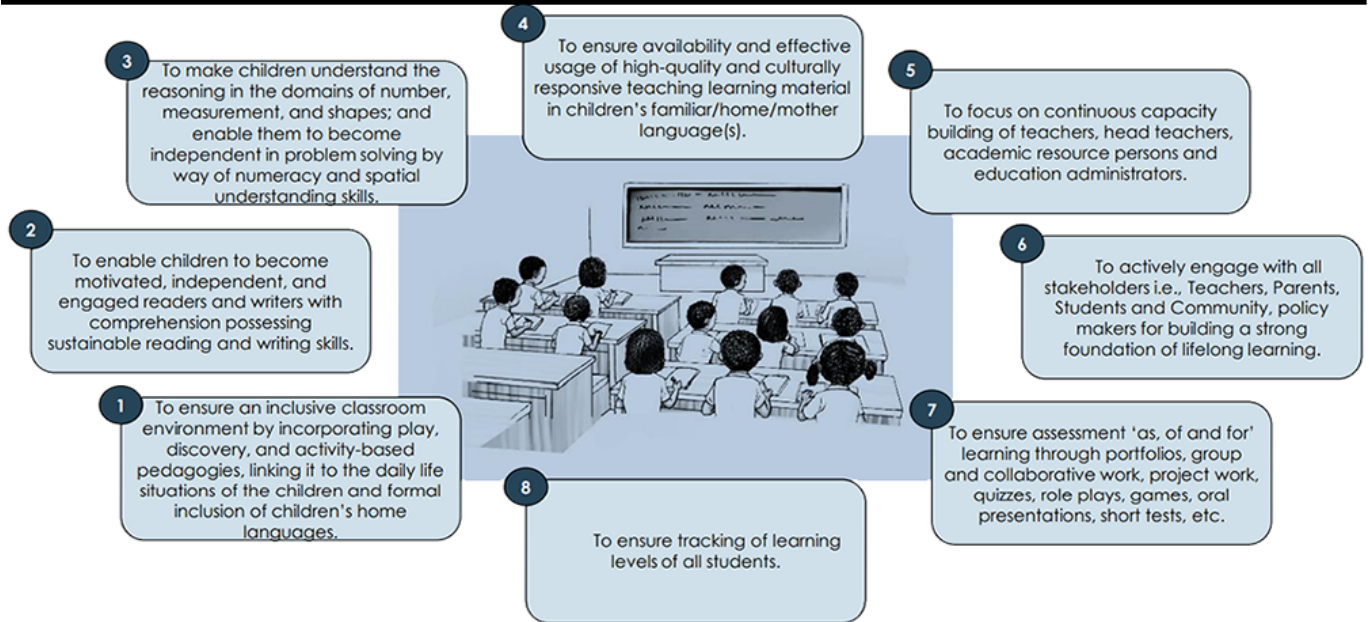 1
To ensure an inclusive classroom
environment by incorporating play,
discovery, and activity-based
pedagogies, linking it to the daily life
situations of the children and formal
inclusion of children's home
languages.
2
To enable children to become
motivated, independent, and
engaged readers and writers with
comprehension possessing
sustainable reading and writing skills.
3
To make children understand the
reasoning in the domains of number,
measurement, and shapes; and
enable them to become
independent in problem solving by
way of numeracy and spatial
understanding skills.
4
To ensure availability and effective
usage of high-quality and culturally
responsive teaching learning material
in children's familiar/home/mother
language(s).
5
To focus on continuous capacity
building of teachers, head teachers,
academic resource persons and
education administrators.
6
To actively engage with all
stakeholders i.e., Teachers, Parents,
Students and Community, policy
makers for building a strong
foundation of lifelong learning.
7
To ensure assessment 'as, of and for'
learning through portfolios, group
and collaborative work, project work,
quizzes, role plays, games, oral
presentations, short tests, etc.
8
To ensure tracking of learning
levels of all students.